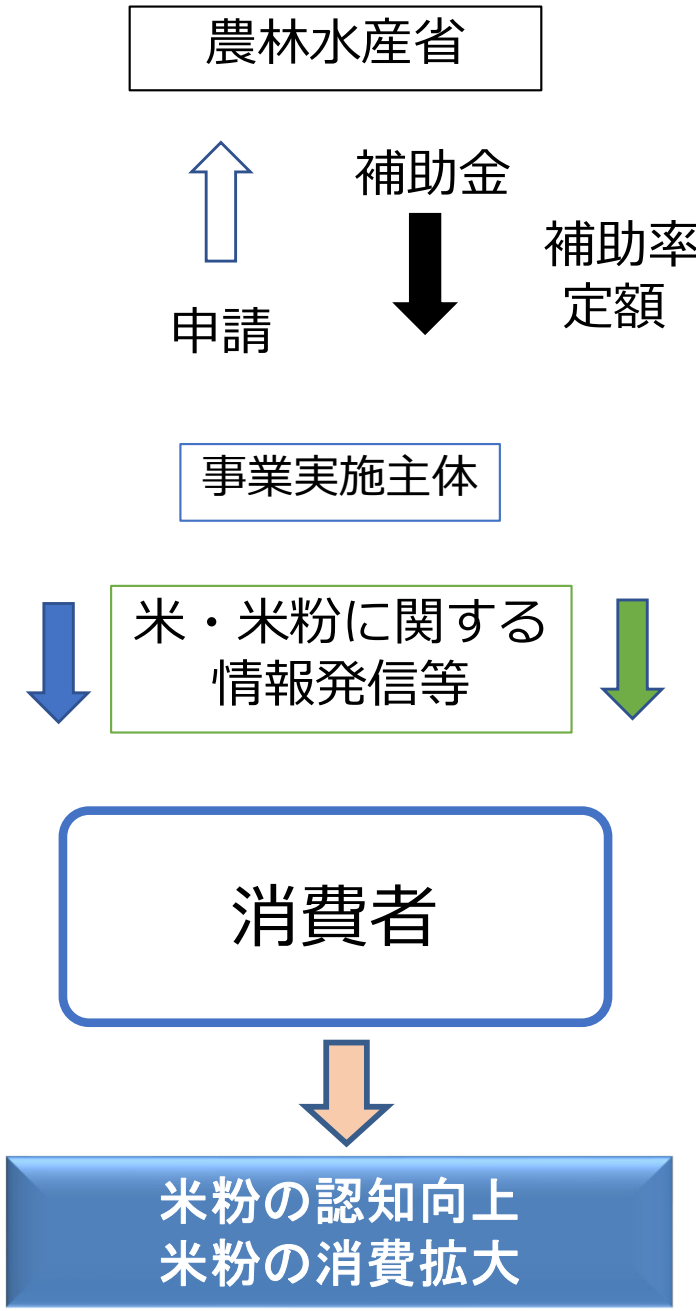 農林水産省
補助金
補助率
定額
申請
事業実施主体
米・米粉に関する
情報発信等
消費者
米粉の認知向上
米粉の消費拡大